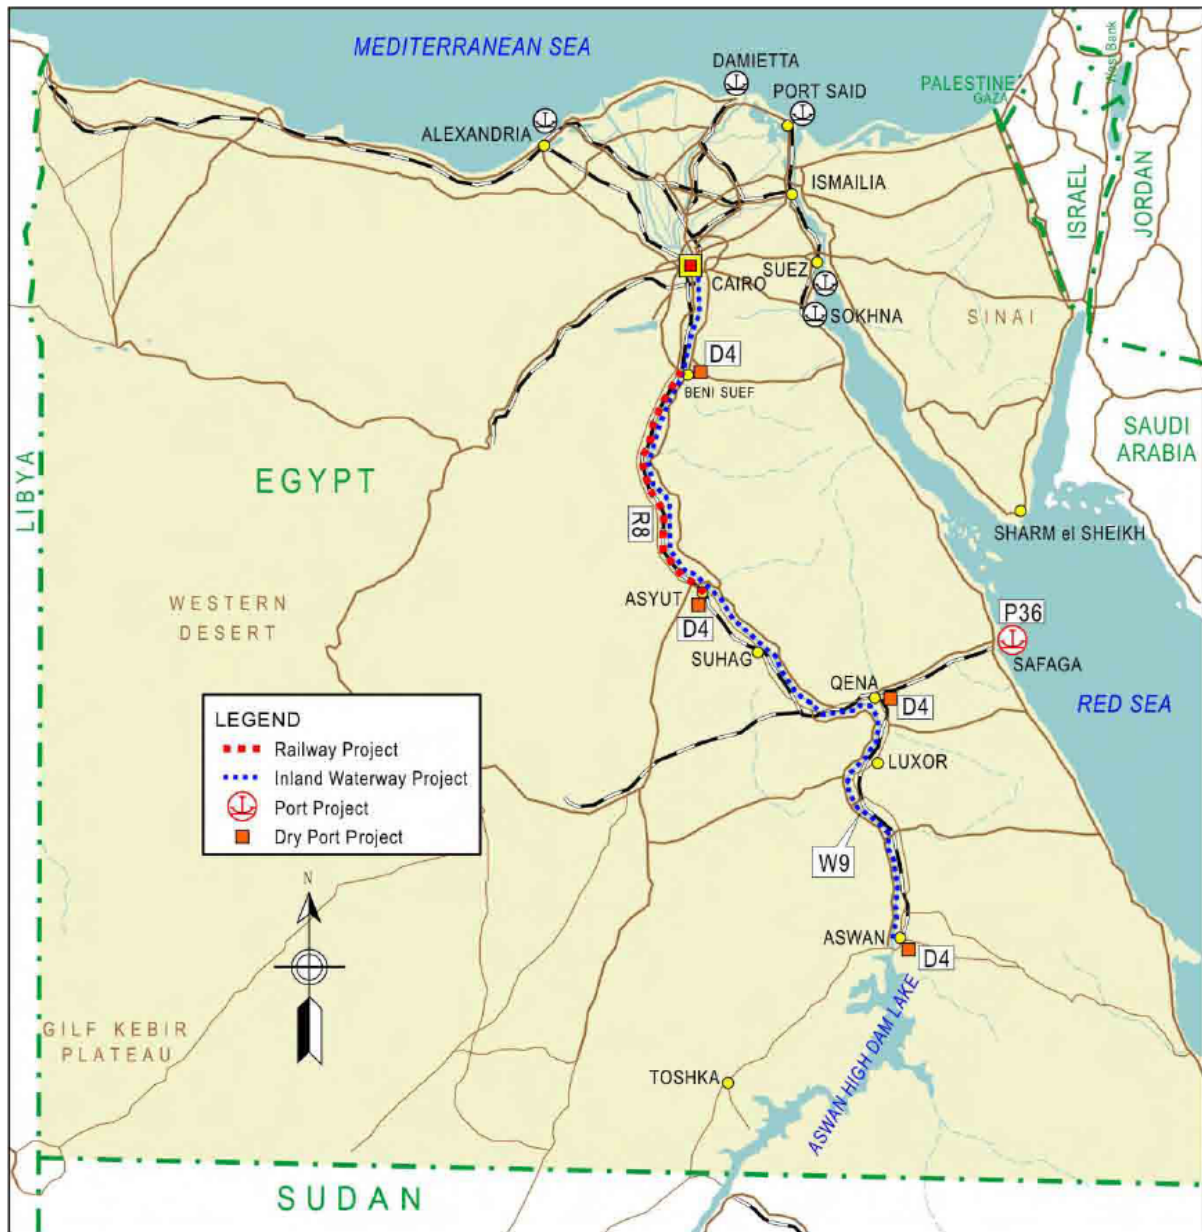 MEDITERRANEAN SEA
DAMIETTA
PORT SAID
ALEXANDRIA
PALESTINE
GAZA
West Bank
ISMAILIA
ISRAEL
JORDAN
CAIRO
SUEZ
SOKHNA
SINAI
D4
BENI SUEF
SAUDI
ARABIA
LIBYA
EGYPT
R8
SHARM el SHEIKH
WESTERN
DESERT
ASYUT
D4
P36
SAFAGA
SUHAG
QENA
D4
RED SEA
LEGEND
Railway Project
Inland Waterway Project
Port Project
Dry Port Project
LUXOR
W9
N
ASWAN
D4
ASWAN HIGH DAM LAKE
GILF KEBIR
PLATEAU
TOSHKA
SUDAN